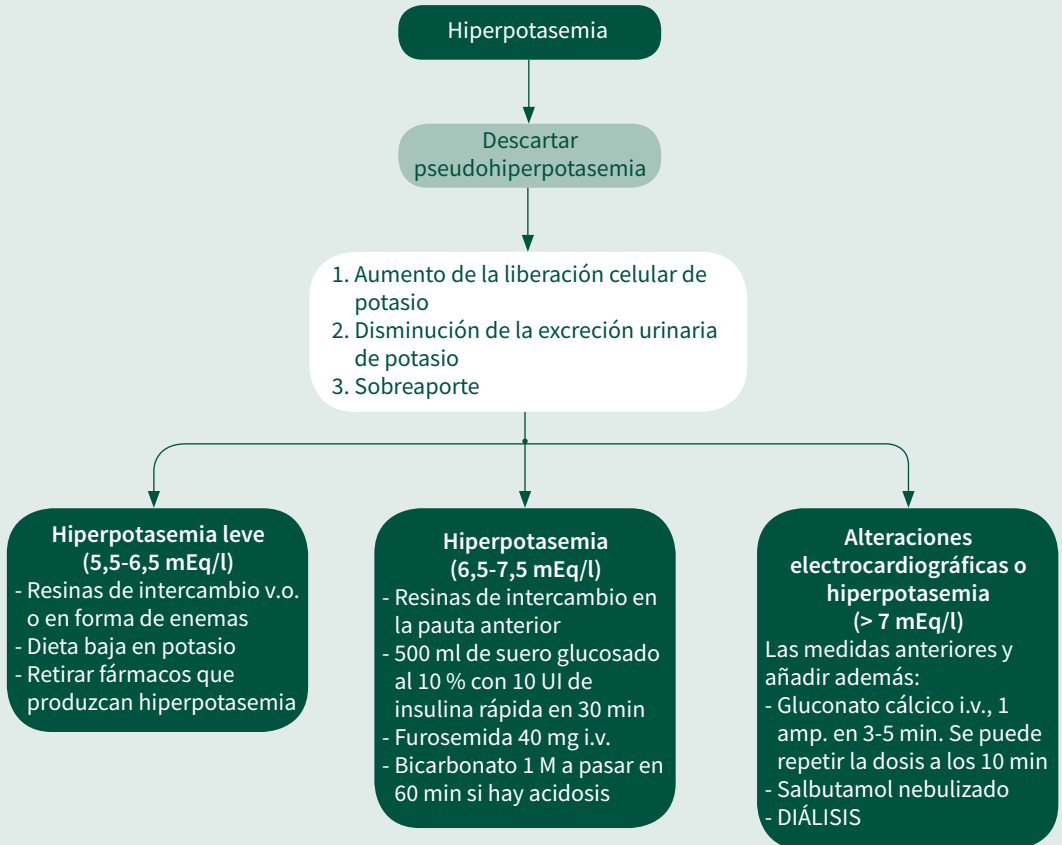 Hiperpotasemia
Descartar
pseudohiperpotasemia
1. Aumento de la liberación celular de
potasio
2. Disminución de la excreción urinaria
de potasio
3. Sobreaporte
Hiperpotasemia leve
(5,5-6,5 mEq/l)
- Resinas de intercambio v.o.
o en forma de enemas
- Dieta baja en potasio
- Retirar fármacos que
produzcan hiperpotasemia
Hiperpotasemia
(6,5-7,5 mEq/l)
- Resinas de intercambio en
la pauta anterior
- 500 ml de suero glucosado
al 10 % con 10 UI de
insulina rápida en 30 min
- Furosemida 40 mg i.v.
- Bicarbonato 1 M a pasar en
60 min si hay acidosis
Alteraciones
electrocardiográficas o
hiperpotasemia
(> 7 mEq/l)
Las medidas anteriores y
añadir además:
- Gluconato cálcico i.v., 1
amp. en 3-5 min. Se puede
repetir la dosis a los 10 min
- Salbutamol nebulizado
- DIÁLISIS